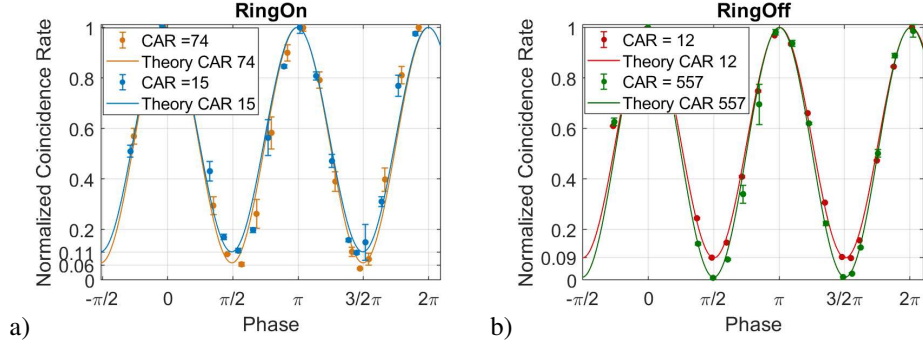 RingOn
Normalized Coincidence Rate
1
0.8
0.6
0.4
0.2
0.11
0.06
0
CAR =74
Theory CAR 74
CAR =15
Theory CAR 15
-π/2 0 π/2 π 3/2π 2π
Phase
a)
RingOff
Normalized Coincidence Rate
1
0.8
0.6
0.4
0.2
0.09
0
CAR = 12
Theory CAR 12
CAR = 557
Theory CAR 557
-π/2 0 π/2 π 3/2π 2π
Phase
b)